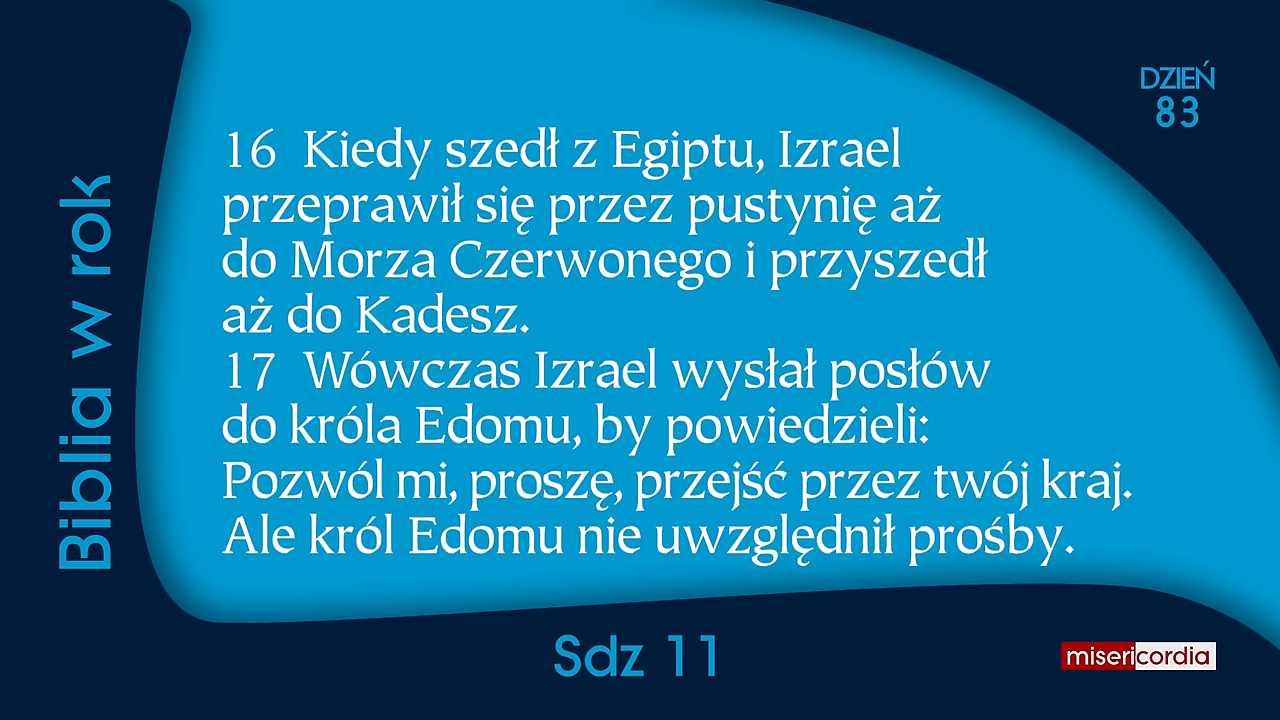 DZIEŃ
83
16 Kiedy szedł z Egiptu, Izrael
przeprawił się przez pustynię aż
do Morza Czerwonego i przyszedł
aż do Kadesz.
17 Wówczas Izrael wysłał posłów
do króla Edomu, by powiedzieli:
Pozwól mi, proszę, przejść przez twój kraj.
Ale król Edomu nie uwzględnił prośby.
Biblia w rok
Sdz 11
misericordia